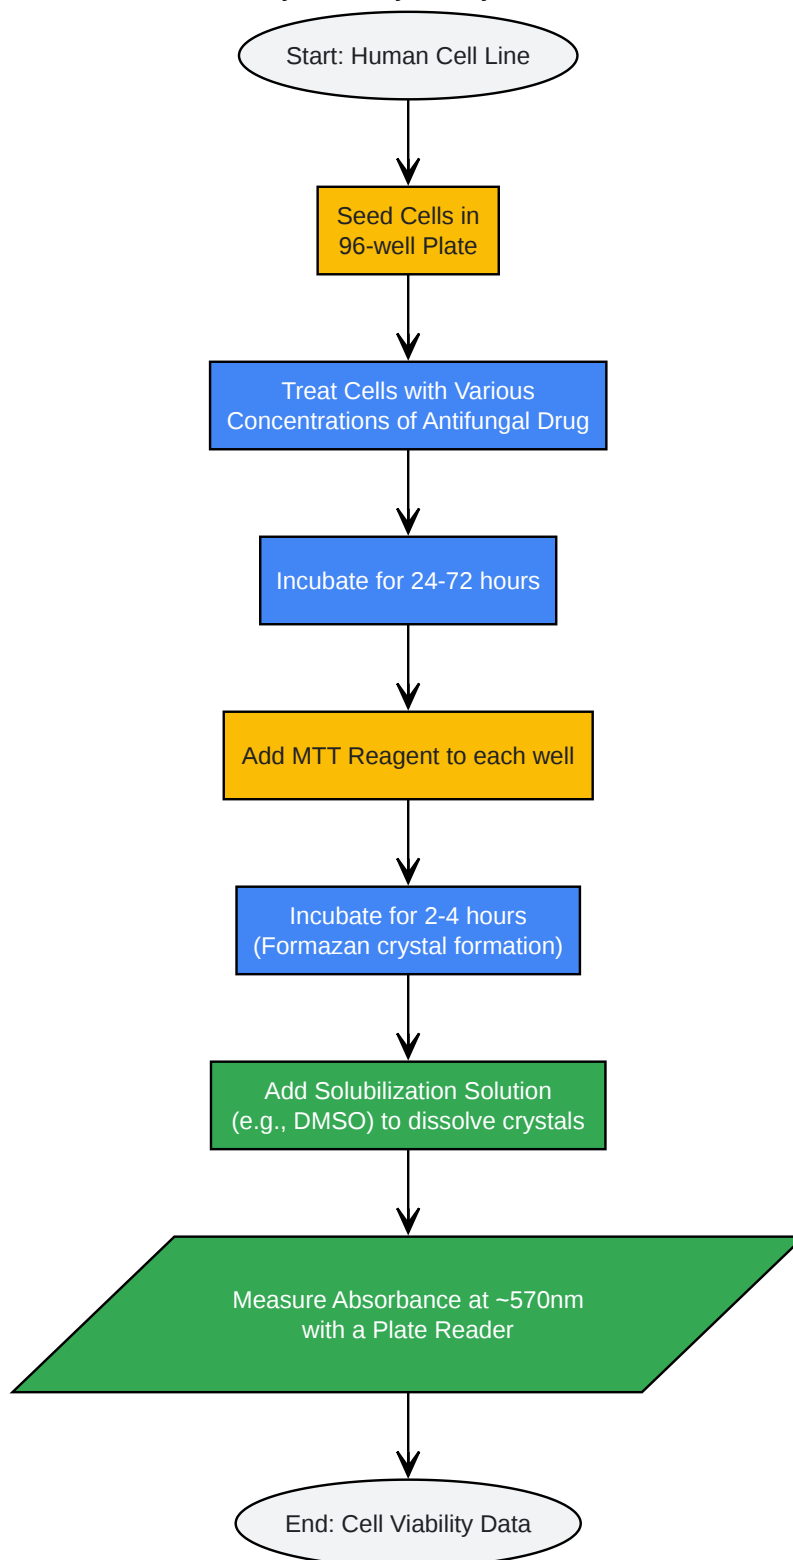 Start: Human Cell Line
Seed Cells in
96-well Plate
Treat Cells with Various
Concentrations of Antifungal Drug
Incubate for 24-72 hours
Add MTT Reagent to each well
Incubate for 2-4 hours
(Formazan crystal formation)
Add Solubilization Solution
(e.g., DMSO) to dissolve crystals
Measure Absorbance at ~570nm
with a Plate Reader
End: Cell Viability Data